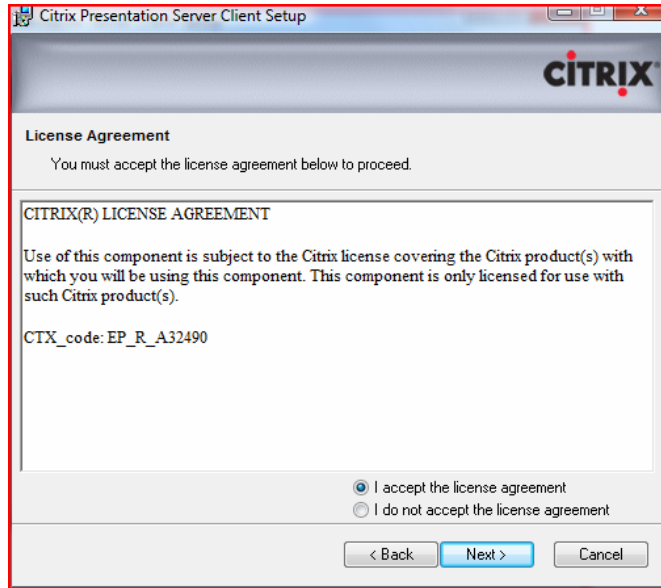 Citrix Presentation Server Client Setup
CITRIX
License Agreement
You must accept the license agreement below to proceed.
CITRIX(R) LICENSE AGREEMENT
Use of this component is subject to the Citrix license covering the Citrix product(s) with
which you will be using this component. This component is only licensed for use with
such Citrix product(s).
CTX_code: EP_R_A32490
I accept the license agreement
I do not accept the license agreement
< Back Next > Cancel